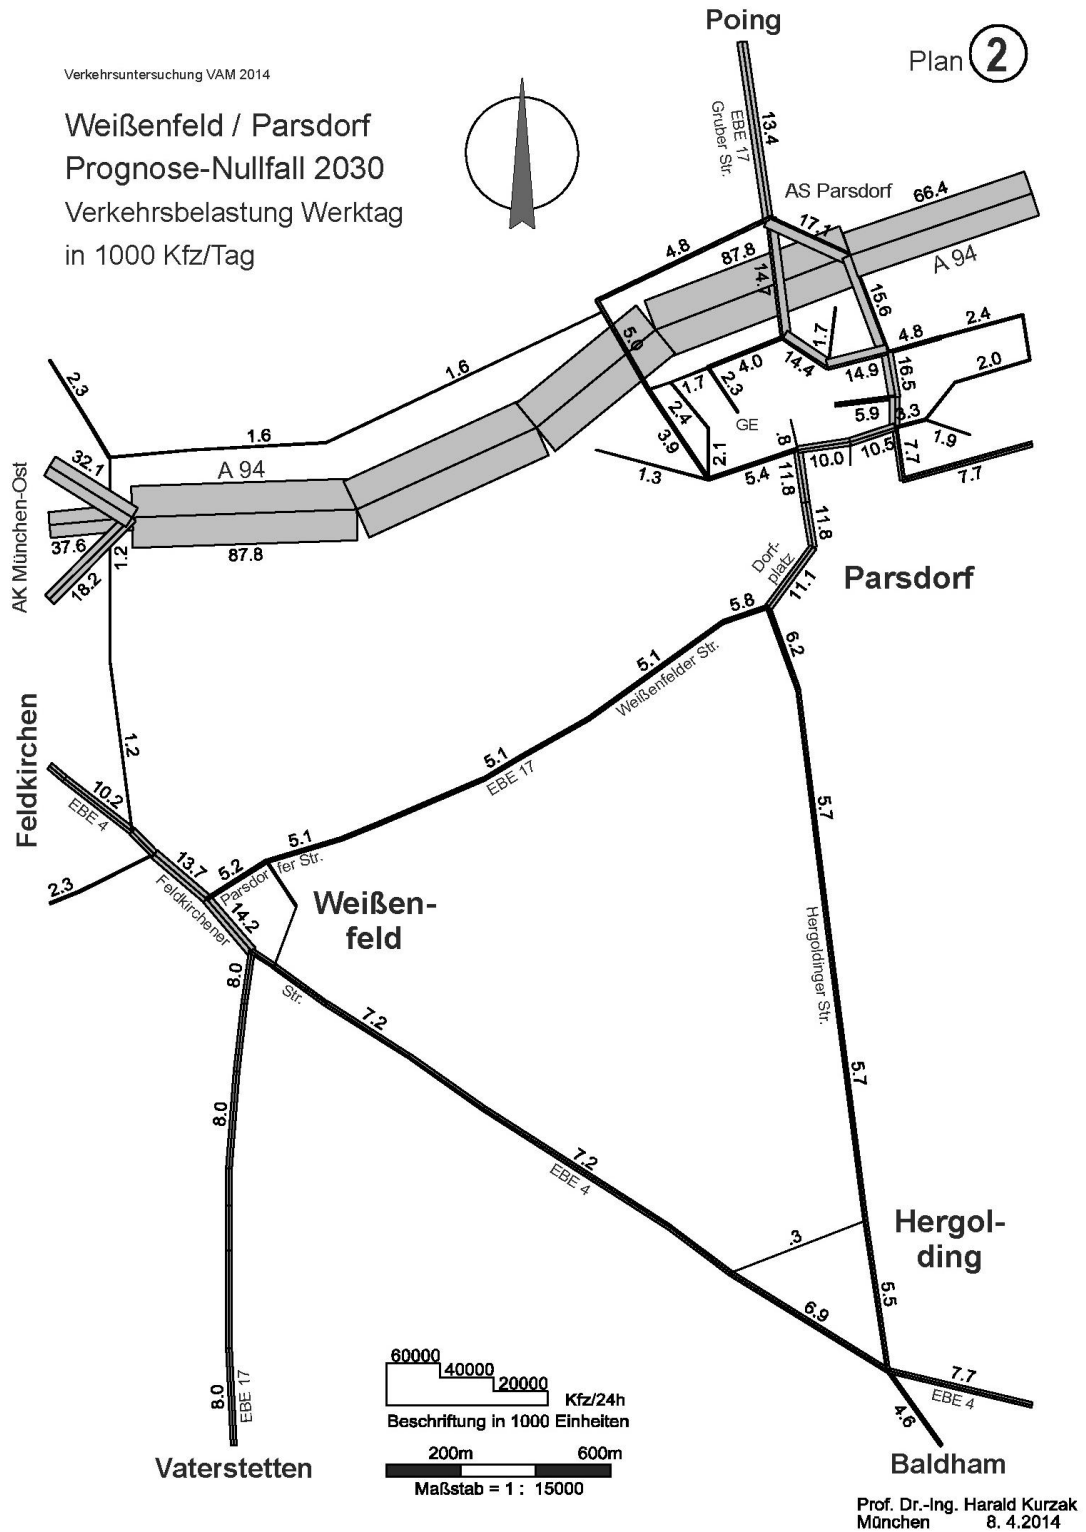 Poing
Plan 2
Verkehrsuntersuchung VAM 2014
Weißenfeld / Parsdorf
Prognose-Nullfall 2030
Verkehrsbelastung Werktag
in 1000 Kfz/Tag
13.4
EBE 17
Gruber Str.
AS Parsdorf
66.4
17.1
4.8
87.8
14.7
A 94
15.6
5.0
1.7
4.8
2.4
2.3
1.6
4.0
14.4
14.9
16.5
2.0
1.7
2.3
2.4
GE
5.9
3.3
1.9
3.9
1.6
.8
10.0
10.5
7.7
7.7
A 94
32.1
1.3
2.1
5.4
11.8
AK München-Ost
37.6
87.8
1.2
18.2
11.8
Dorf-
platz
11.1
Parsdorf
5.8
6.2
5.1
Weißenfelder Str.
Feldkirchen
1.2
5.1
EBE 17
10.2
EBE 4
5.7
13.7
5.2
5.1
Parsdor fer Str.
2.3
Feldkirchener
14.2
Weißen-
feld
8.0
Str.
Hergoldinger Str.
7.2
5.7
8.0
7.2
EBE 4
Hergol-
ding
.3
5.5
6.9
60000
40000
20000
Kfz/24h
Beschriftung in 1000 Einheiten
8.0
EBE 17
7.7
EBE 4
4.6
200m
600m
Maßstab = 1 : 15000
Vaterstetten
Baldham
Prof. Dr.-Ing. Harald Kurzak
München 8. 4.2014